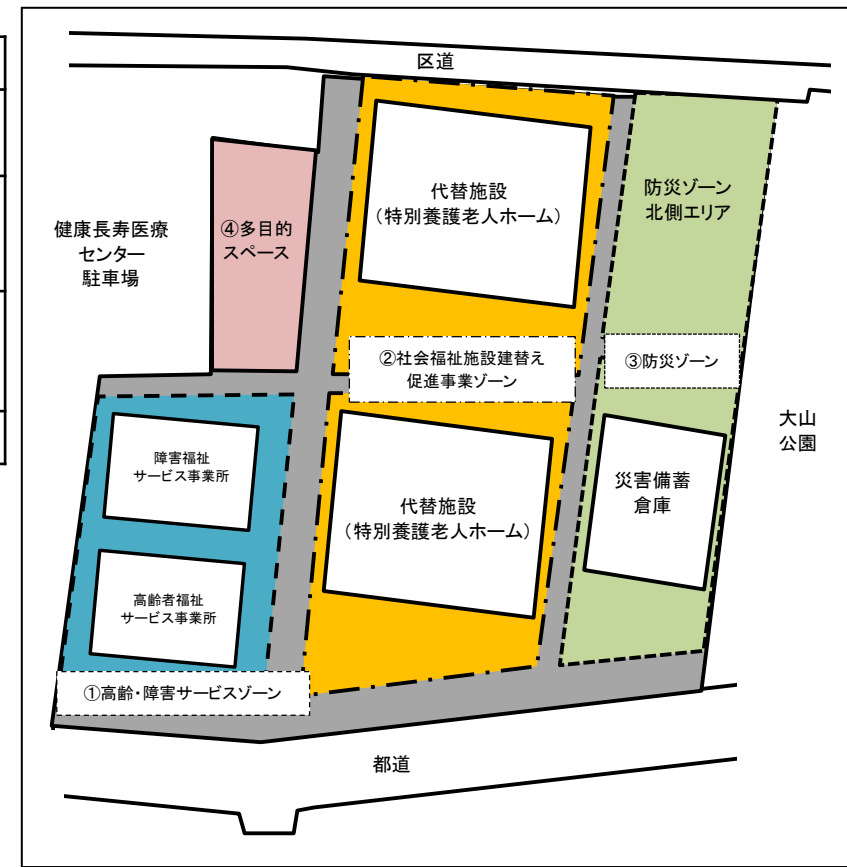 区道
代替施設
（特別養護老人ホーム）
防災ゾーン
北側エリア
健康長寿医療
センター
駐車場
④多目的
スペース
②社会福祉施設建替え
促進事業ゾーン
③防災ゾーン
大山
公園
障害福祉
サービス事業所
代替施設
（特別養護老人ホーム）
災害備蓄
倉庫
高齢者福祉
サービス事業所
①高齢・障害サービスゾーン
都道